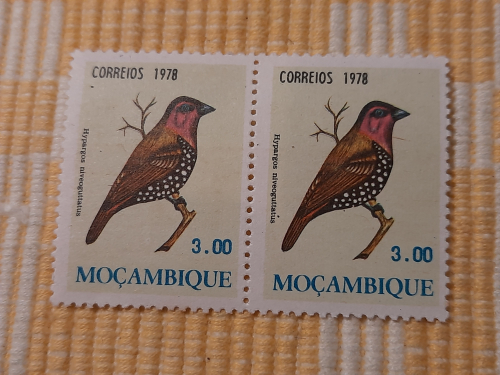 CORREIOS 1978
Hypargos niveoguttatus
3.00
MOÇAMBIQUE
CORREIOS 1978
Hypargos niveoguttatus
3.00
MOÇAMBIQUE